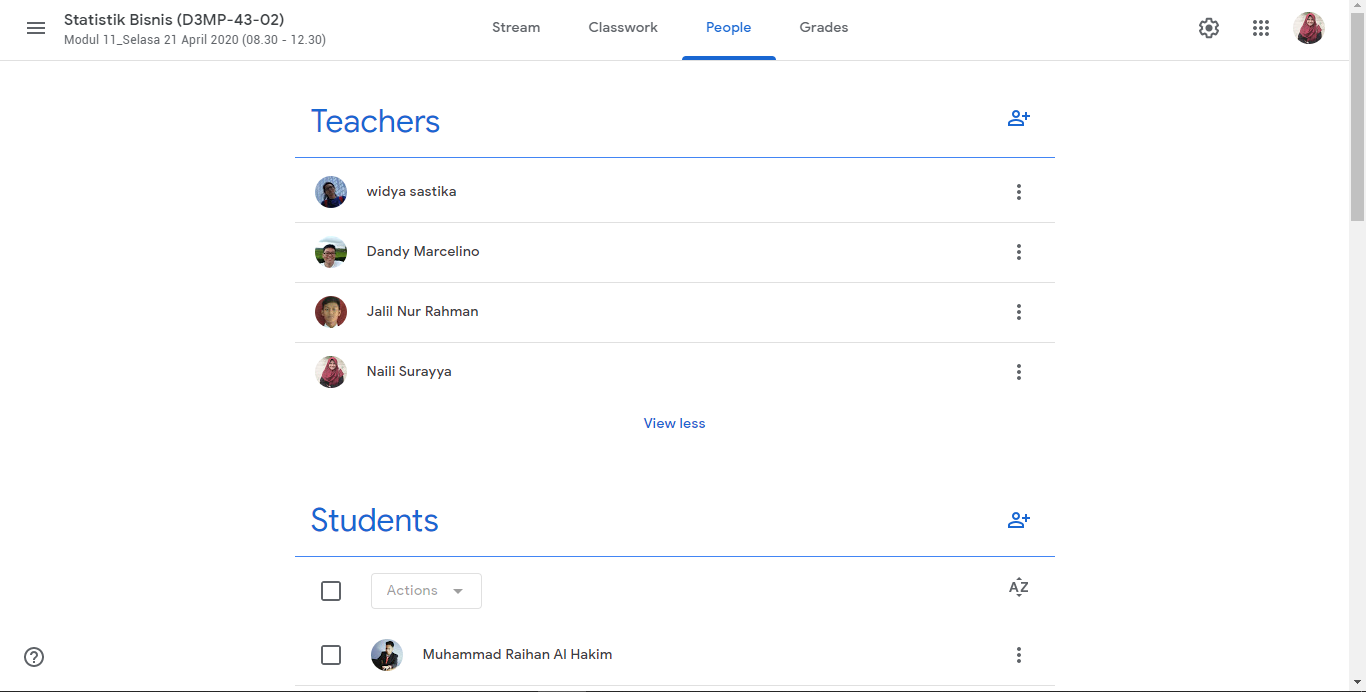 Statistik Bisnis (D3MP-43-02)
Modul 11_Selasa 21 April 2020 (08.30 - 12.30)
Stream
Classwork
People
Grades
Teachers
widya sastika
Dandy Marcelino
Jalil Nur Rahman
Naili Surayya
View less
Students
Actions
AZ
Muhammad Raihan Al Hakim